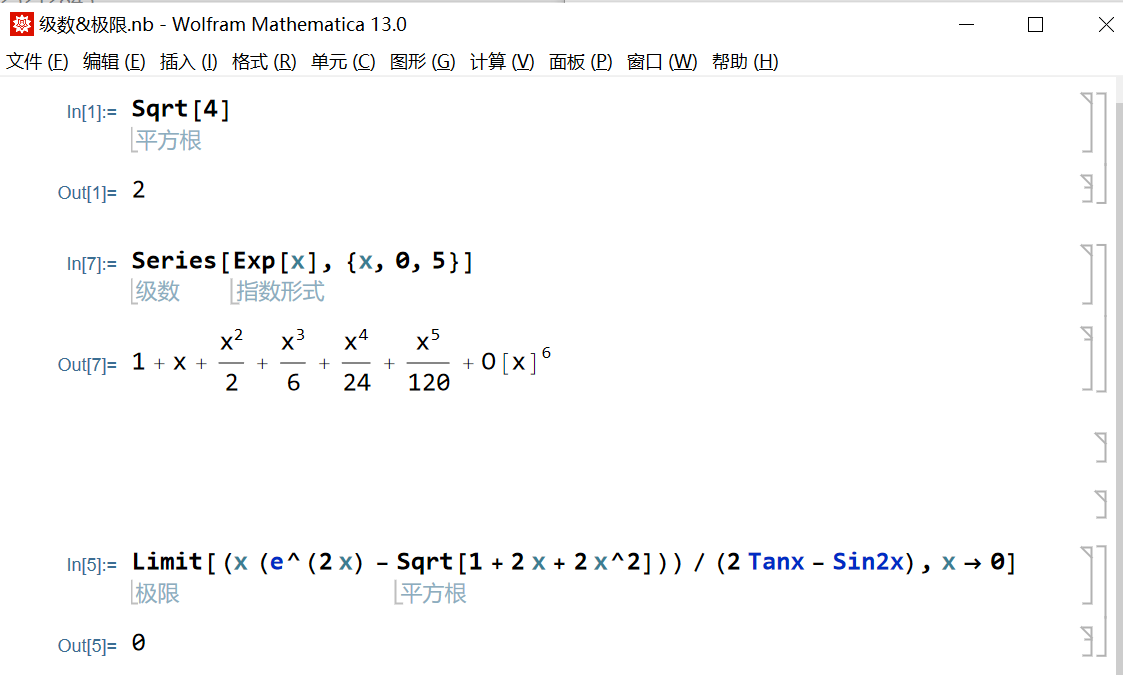 级数&极限.nb - Wolfram Mathematica 13.0
文件 (F) 编辑 (E) 插入 (I) 格式 (R) 单元 (C) 图形 (G) 计算 (V) 面板 (P) 窗口 (W) 帮助 (H)
In[1]:= Sqrt[4]
平方根
Out[1]= 2
In[7]:= Series[Exp[x], {x, 0, 5}]
级数 指数形式
Out[7]= 1 + x + x^2/2 + x^3/6 + x^4/24 + x^5/120 + O[x]^6
In[5]:= Limit[(x (e^(2 x) - Sqrt[1 + 2 x + 2 x^2])) / (2 Tanx - Sin2x), x → 0]
极限 平方根
Out[5]= 0